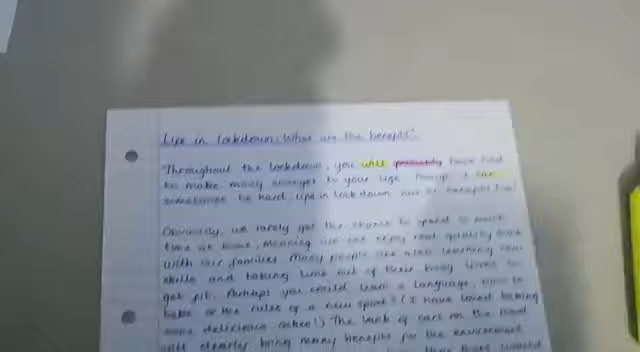 Life in lockdown: What are the benefits?
Throughout the lockdown, you will probably have had
to make many changes to your life. Though it can
sometimes be hard, life in lockdown has benefits too!
Obviously, we rarely get the chance to spend so much
time at home, meaning we can enjoy real quality time
with our families. Many people are also learning new
skills and taking time out of their busy lives to
get fit. Perhaps you could learn a language, how to
bake or the rules of a new sport? (I have loved baking
some delicious cakes!) The lack of cars on the road
will clearly bring many benefits for the environment